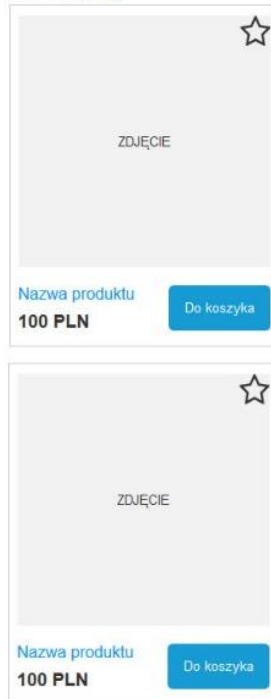 ZDJĘCIE
Nazwa produktu
100 PLN
Do koszyka
ZDJĘCIE
Nazwa produktu
100 PLN
Do koszyka